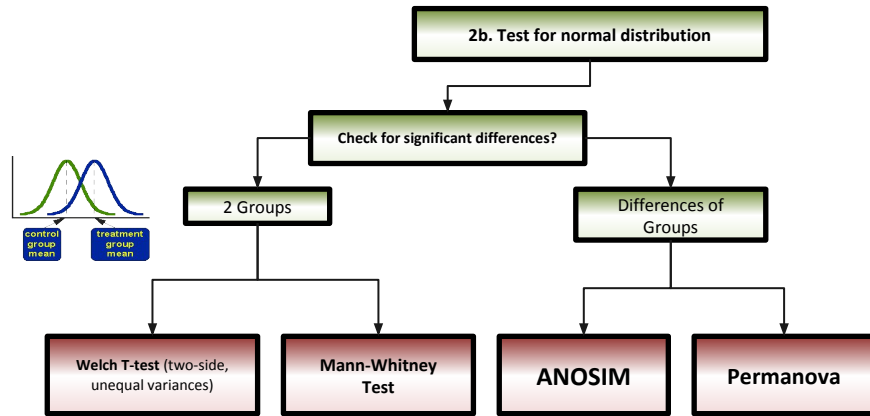 2b. Test for normal distribution
Check for significant differences?
2 Groups
Differences of
Groups
control
group
mean
treatment
group
mean
Welch T-test (two-side,
unequal variances)
Mann-Whitney
Test
ANOSIM
Permanova